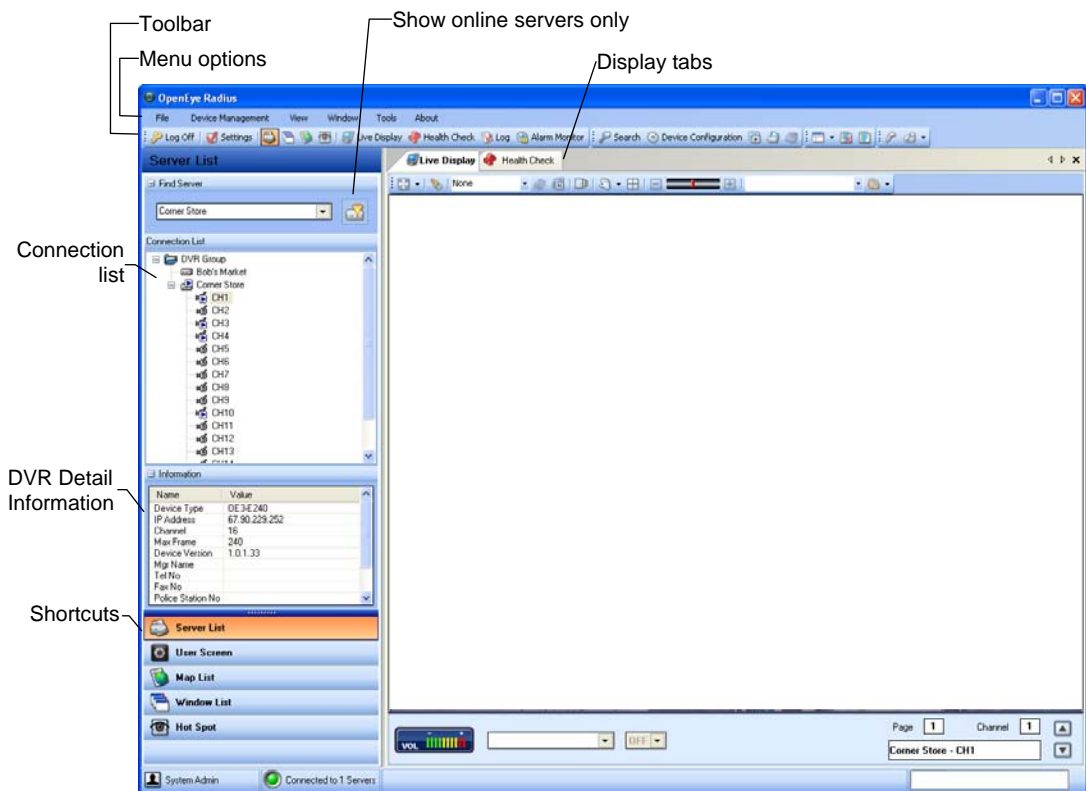 Toolbar
Show online servers only
Menu options
Display tabs
OpenEye Radius
File Device Management View Window Tools About
Log Off Settings Live Display Health Check Log Alarm Monitor Search Device Configuration
Server List
Live Display Health Check
Find Server
None
Corner Store
Connection List
Connection
list
DVR Group
Bob's Market
Corner Store
CH1
CH2
CH3
CH4
CH5
CH6
CH7
CH8
CH9
CH10
CH11
CH12
CH13
CH14
Information
DVR Detail
Information
Name Value
Device Type OE3-E240
IP Address 67.90.229.252
Channel 16
Max Frame 240
Device Version 1.0.1.33
Mgr Name
Tel No
Fax No
Police Station No
Shortcuts
Server List
User Screen
Map List
Window List
Hot Spot
VOL
OFF
Page 1 Channel 1
Corner Store - CH1
System Admin Connected to 1 Servers